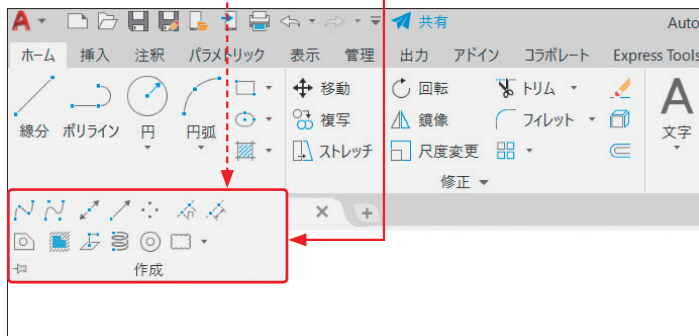 共有 Auto
ホーム 挿入 注釈 パラメトリック 表示 管理 出力 アドイン コラボレート Express Tools
移動 回転 トリム
線分 ポリライン 円 円弧 複写 鏡像 フィレット 文字
ストレッチ 尺度変更
修正
作成